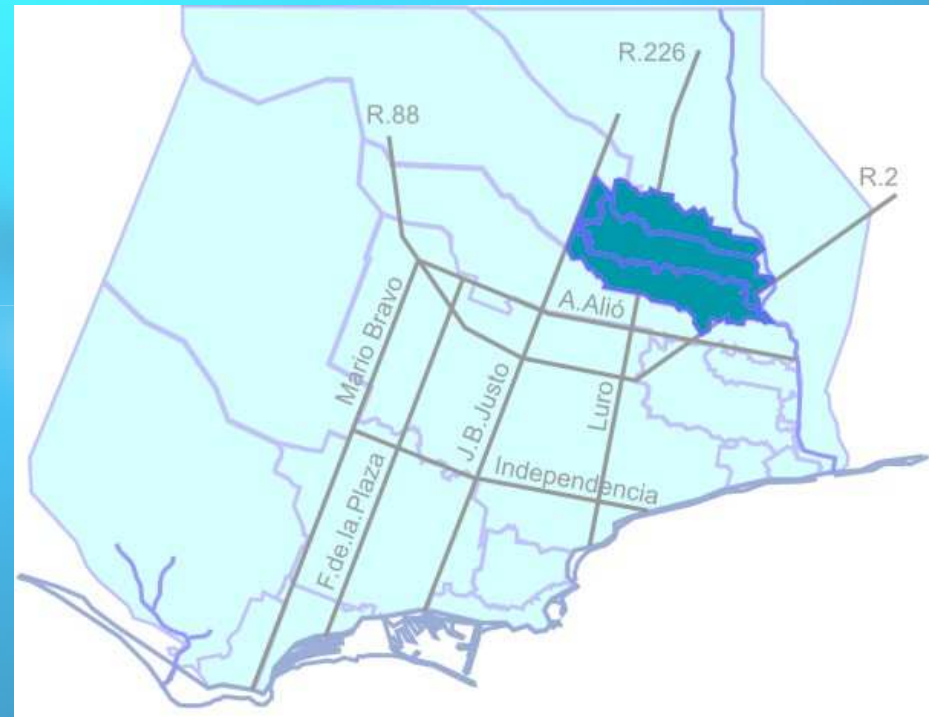 R.226
R.88
R.2
A.Alió
Mario Bravo
J.B.Justo
Luro
Independencia
F.de.la.Plaza